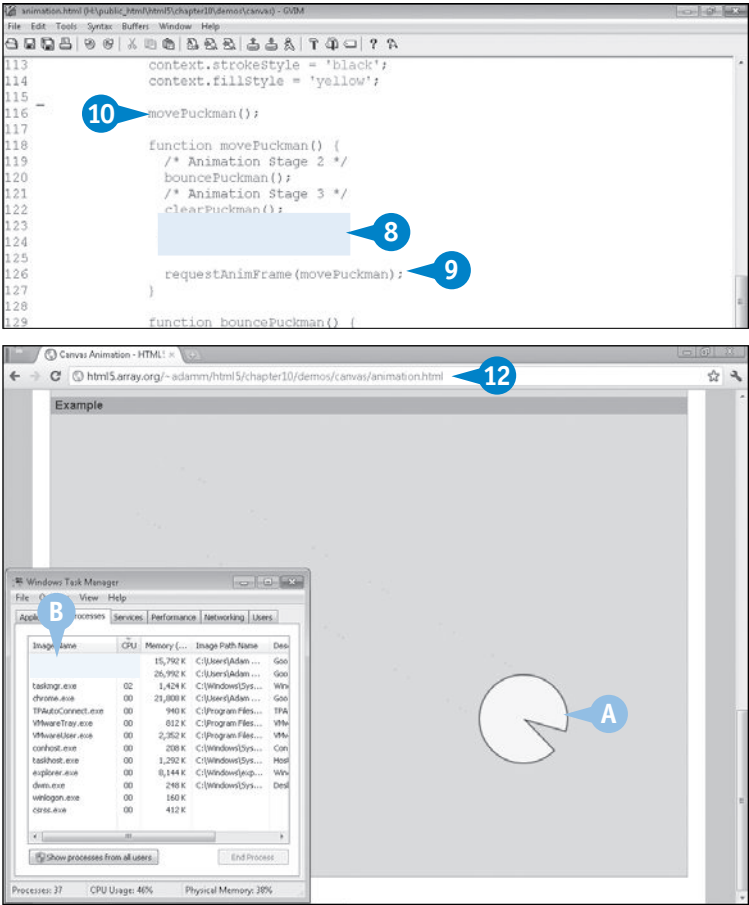 animation.html (H:\public_html\html5\chapter10\demos\canvas) - GVIM
File Edit Tools Syntax Buffers Window Help
113 context.strokeStyle = 'black';
114 context.fillStyle = 'yellow';
115
116 movePuckman();
10
117
118 function movePuckman() {
119 /* Animation Stage 2 */
120 bouncePuckman();
121 /* Animation Stage 3 */
122 clearPuckman();
123
8
124
125
126 requestAnimFrame(movePuckman);
9
127 }
128
129 function bouncePuckman() {
Canvas Animation - HTML!
html5.array.org/~adamm/html5/chapter10/demos/canvas/animation.html
12
Example
Windows Task Manager
File View Help
B
Processes Services Performance Networking Users
Image Name CPU Memory (... Image Path Name Des
15,792 K C:\Users\Adam ... Goo
26,992 K C:\Users\Adam ... Goo
taskmgr.exe 02 1,424 K C:\Windows\Sys... Win
chrome.exe 00 21,808 K C:\Users\Adam ... Goo
TPAutoConnect.exe 00 940 K C:\Program Files... TPA
VMwareTray.exe 00 812 K C:\Program Files... VMw
VMwareUser.exe 00 2,352 K C:\Program Files... VMw
conhost.exe 00 208 K C:\Windows\Sys... Con
taskhost.exe 00 1,292 K C:\Windows\Sys... Host
explorer.exe 00 8,144 K C:\Windows\exp... Win
dwm.exe 00 248 K C:\Windows\Sys... Desl
winlogon.exe 00 160 K
csrss.exe 00 412 K
Show processes from all users
End Process
Processes: 37 CPU Usage: 46% Physical Memory: 38%
A